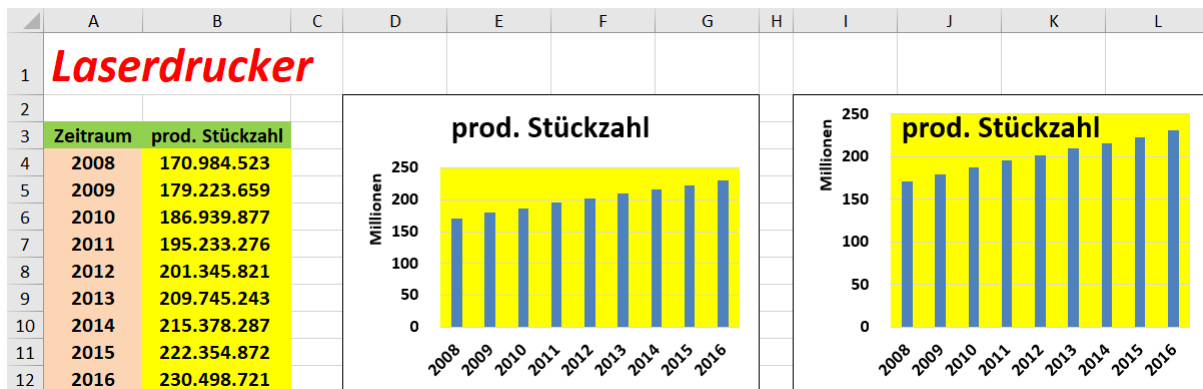 A B C D E F G H I J K L
1 Laserdrucker
2
3 Zeitraum prod. Stückzahl
4 2008 170.984.523
5 2009 179.223.659
6 2010 186.939.877
7 2011 195.233.276
8 2012 201.345.821
9 2013 209.745.243
10 2014 215.378.287
11 2015 222.354.872
12 2016 230.498.721
prod. Stückzahl
Millionen
250
200
150
100
50
0
2008 2009 2010 2011 2012 2013 2014 2015 2016
prod. Stückzahl
Millionen
250
200
150
100
50
0
2008 2009 2010 2011 2012 2013 2014 2015 2016